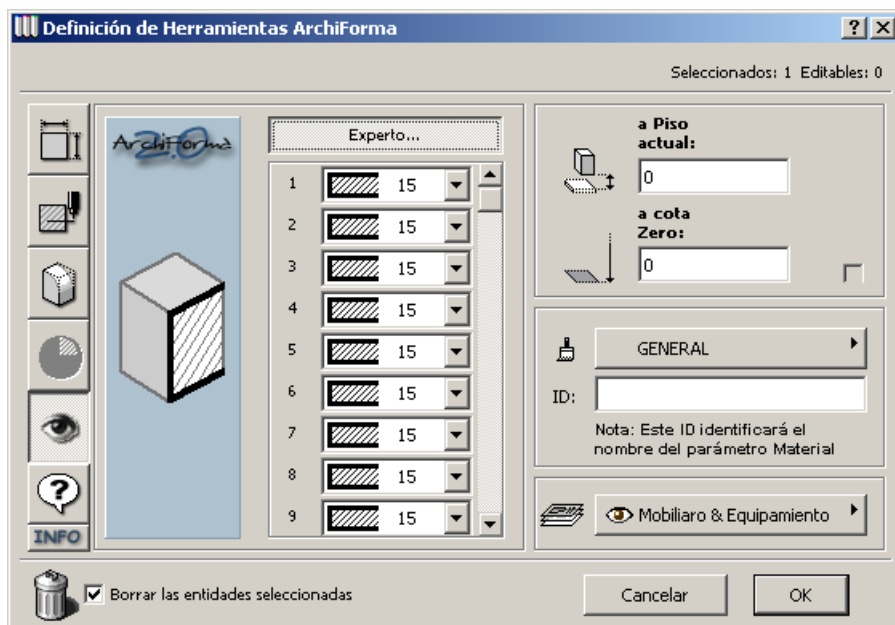 Definición de Herramientas ArchiForma
Seleccionados: 1 Editables: 0
ArchiForma
2.0
Experto...
1 15
2 15
3 15
4 15
5 15
6 15
7 15
8 15
9 15
a Piso
actual:
0
a cota
Zero:
0
GENERAL
ID:
Nota: Este ID identificará el
nombre del parámetro Material
Mobiliaro & Equipamiento
INFO
Borrar las entidades seleccionadas
Cancelar
OK